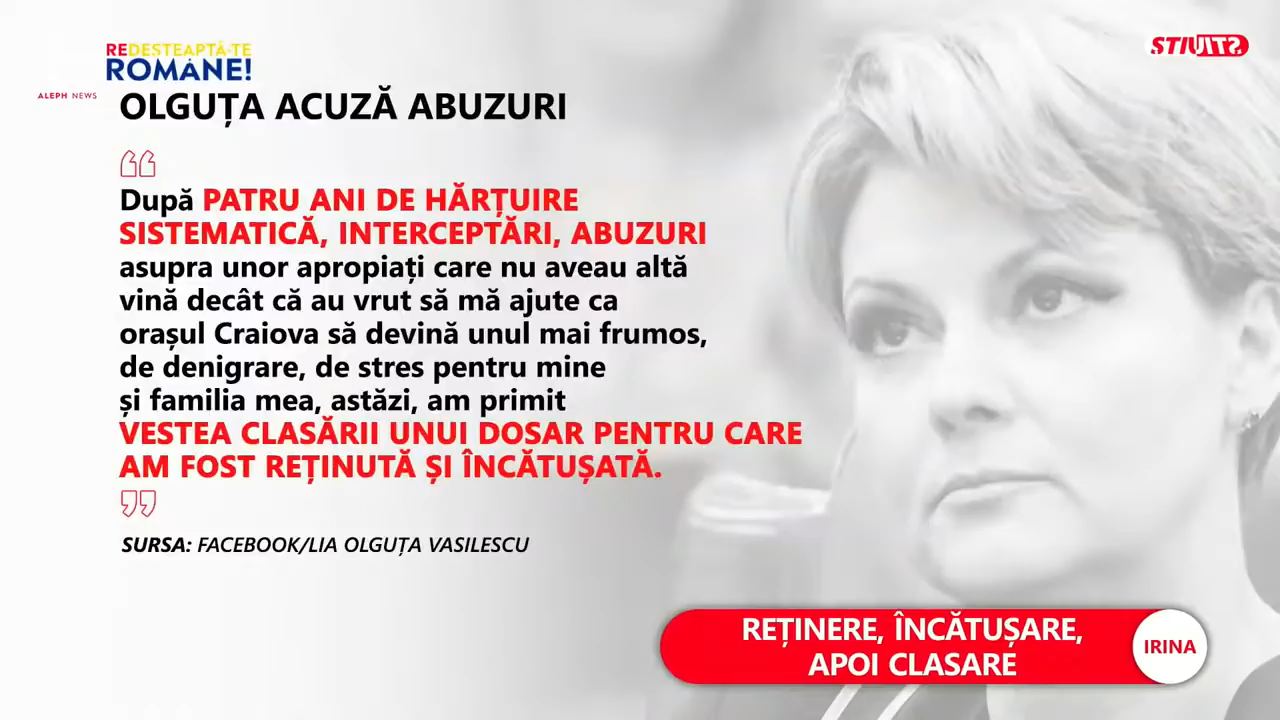 REDEȘTEAPTĂ-TE
ROMÂNE!
ALEPH NEWS
OLGUȚA ACUZĂ ABUZURI
După PATRU ANI DE HĂRȚUIRE
SISTEMATICĂ, INTERCEPTĂRI, ABUZURI
asupra unor apropiați care nu aveau altă
vină decât că au vrut să mă ajute ca
orașul Craiova să devină unul mai frumos,
de denigrare, de stres pentru mine
și familia mea, astăzi, am primit
VESTEA CLASĂRII UNUI DOSAR PENTRU CARE
AM FOST REȚINUTĂ ȘI ÎNCĂTUȘATĂ.
SURSA: FACEBOOK/LIA OLGUȚA VASILESCU
REȚINERE, ÎNCĂTUȘARE,
APOI CLASARE
IRINA